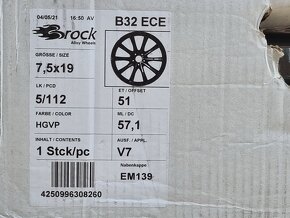 04/05/21 16:50 AV
B32 ECE
Brock
Alloy Wheels
GRÖSSE / SIZE
7,5x19
LK / PCD
5/112
ET / OFFSET
51
FARBE / COLOR
HGVP
ML / DC
57,1
INHALT / CONTENTS
1 Stck/pc
AUSF. / APPL.
V7
Nabenkappe
EM139
4250996308260